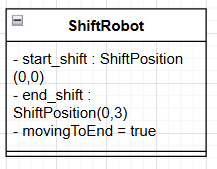 ShiftRobot
- start_shift : ShiftPosition
(0,0)
- end_shift :
ShiftPosition(0,3)
- movingToEnd = true